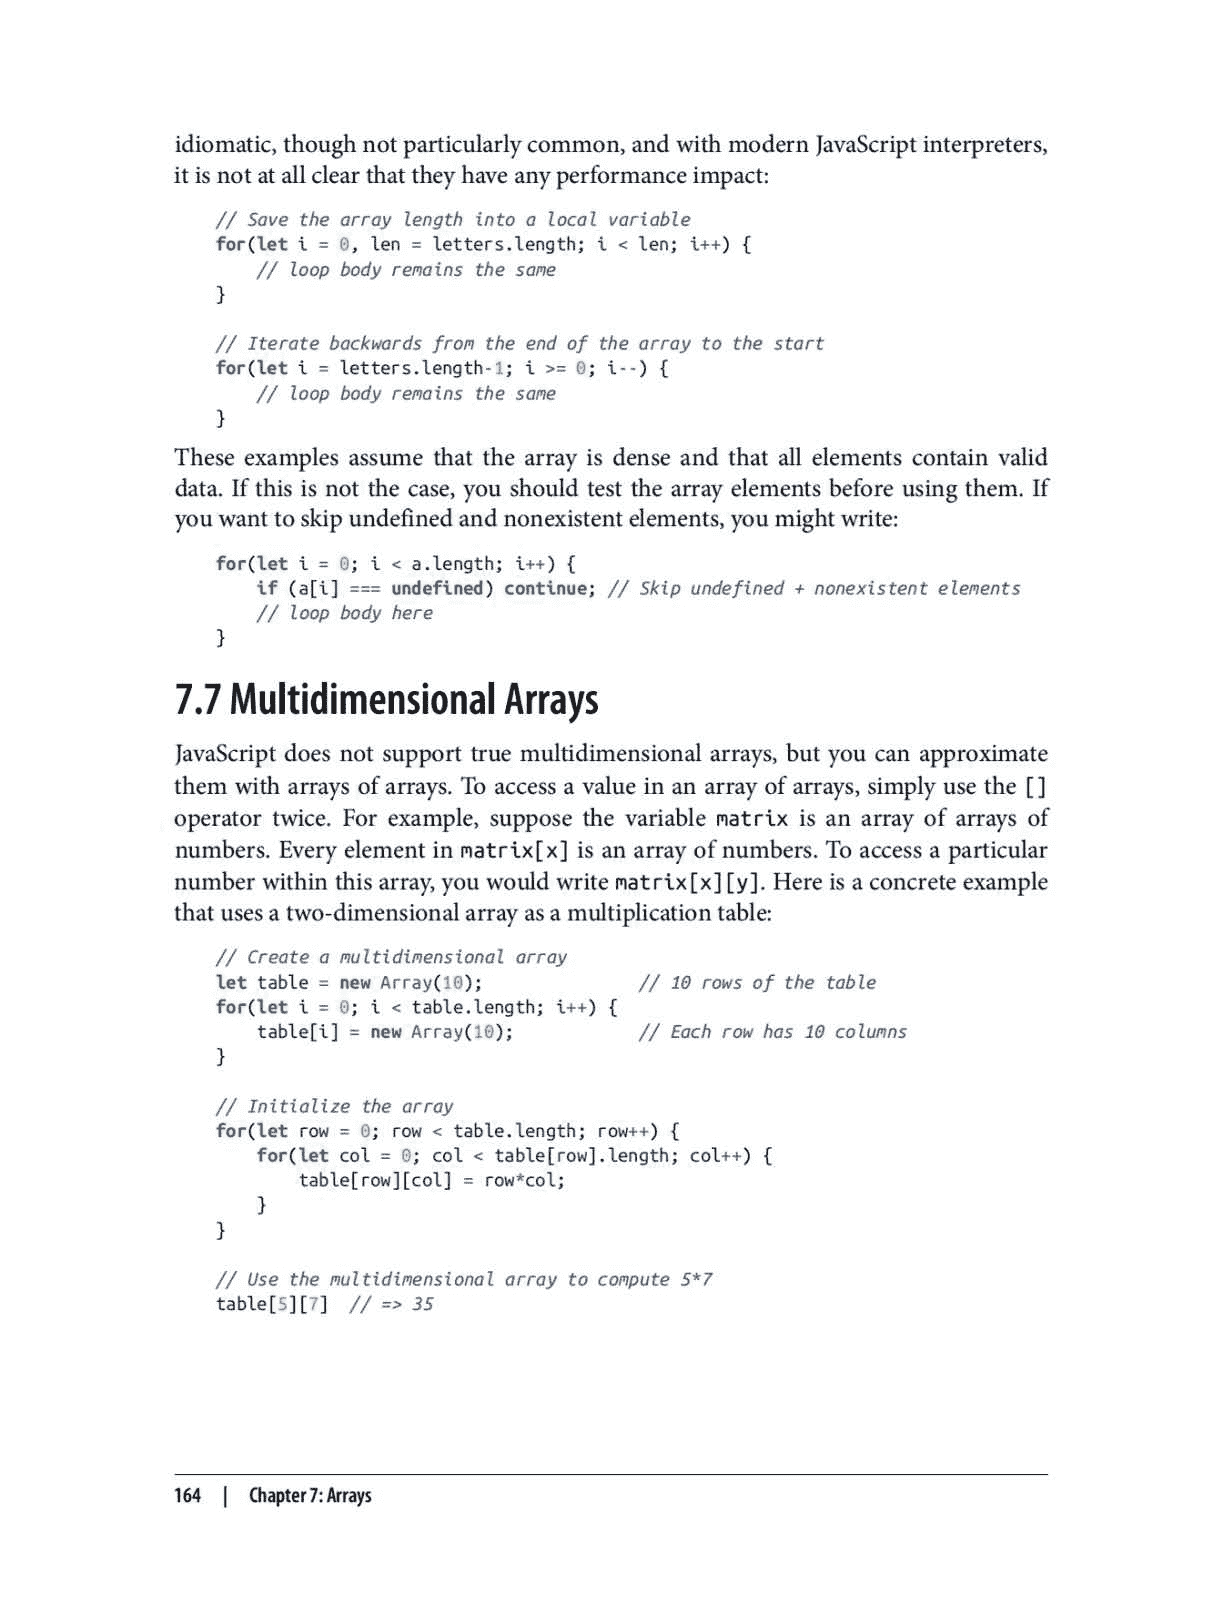 idiomatic, though not particularly common, and with modern JavaScript interpreters,
it is not at all clear that they have any performance impact:
// Save the array length into a local variable
for(let i = 0, len = letters.length; i < len; i++) {
    // loop body remains the same
}
// Iterate backwards from the end of the array to the start
for(let i = letters.length-1; i >= 0; i--) {
    // loop body remains the same
}
These examples assume that the array is dense and that all elements contain valid
data. If this is not the case, you should test the array elements before using them. If
you want to skip undefined and nonexistent elements, you might write:
for(let i = 0; i < a.length; i++) {
    if (a[i] === undefined) continue; // Skip undefined + nonexistent elements
    // loop body here
}
7.7 Multidimensional Arrays
JavaScript does not support true multidimensional arrays, but you can approximate
them with arrays of arrays. To access a value in an array of arrays, simply use the []
operator twice. For example, suppose the variable matrix is an array of arrays of
numbers. Every element in matrix[x] is an array of numbers. To access a particular
number within this array, you would write matrix[x][y]. Here is a concrete example
that uses a two-dimensional array as a multiplication table:
// Create a multidimensional array
let table = new Array(10);               // 10 rows of the table
for(let i = 0; i < table.length; i++) {
    table[i] = new Array(10);            // Each row has 10 columns
}
// Initialize the array
for(let row = 0; row < table.length; row++) {
    for(let col = 0; col < table[row].length; col++) {
        table[row][col] = row*col;
    }
}
// Use the multidimensional array to compute 5*7
table[5][7]  // => 35
164 | Chapter 7: Arrays